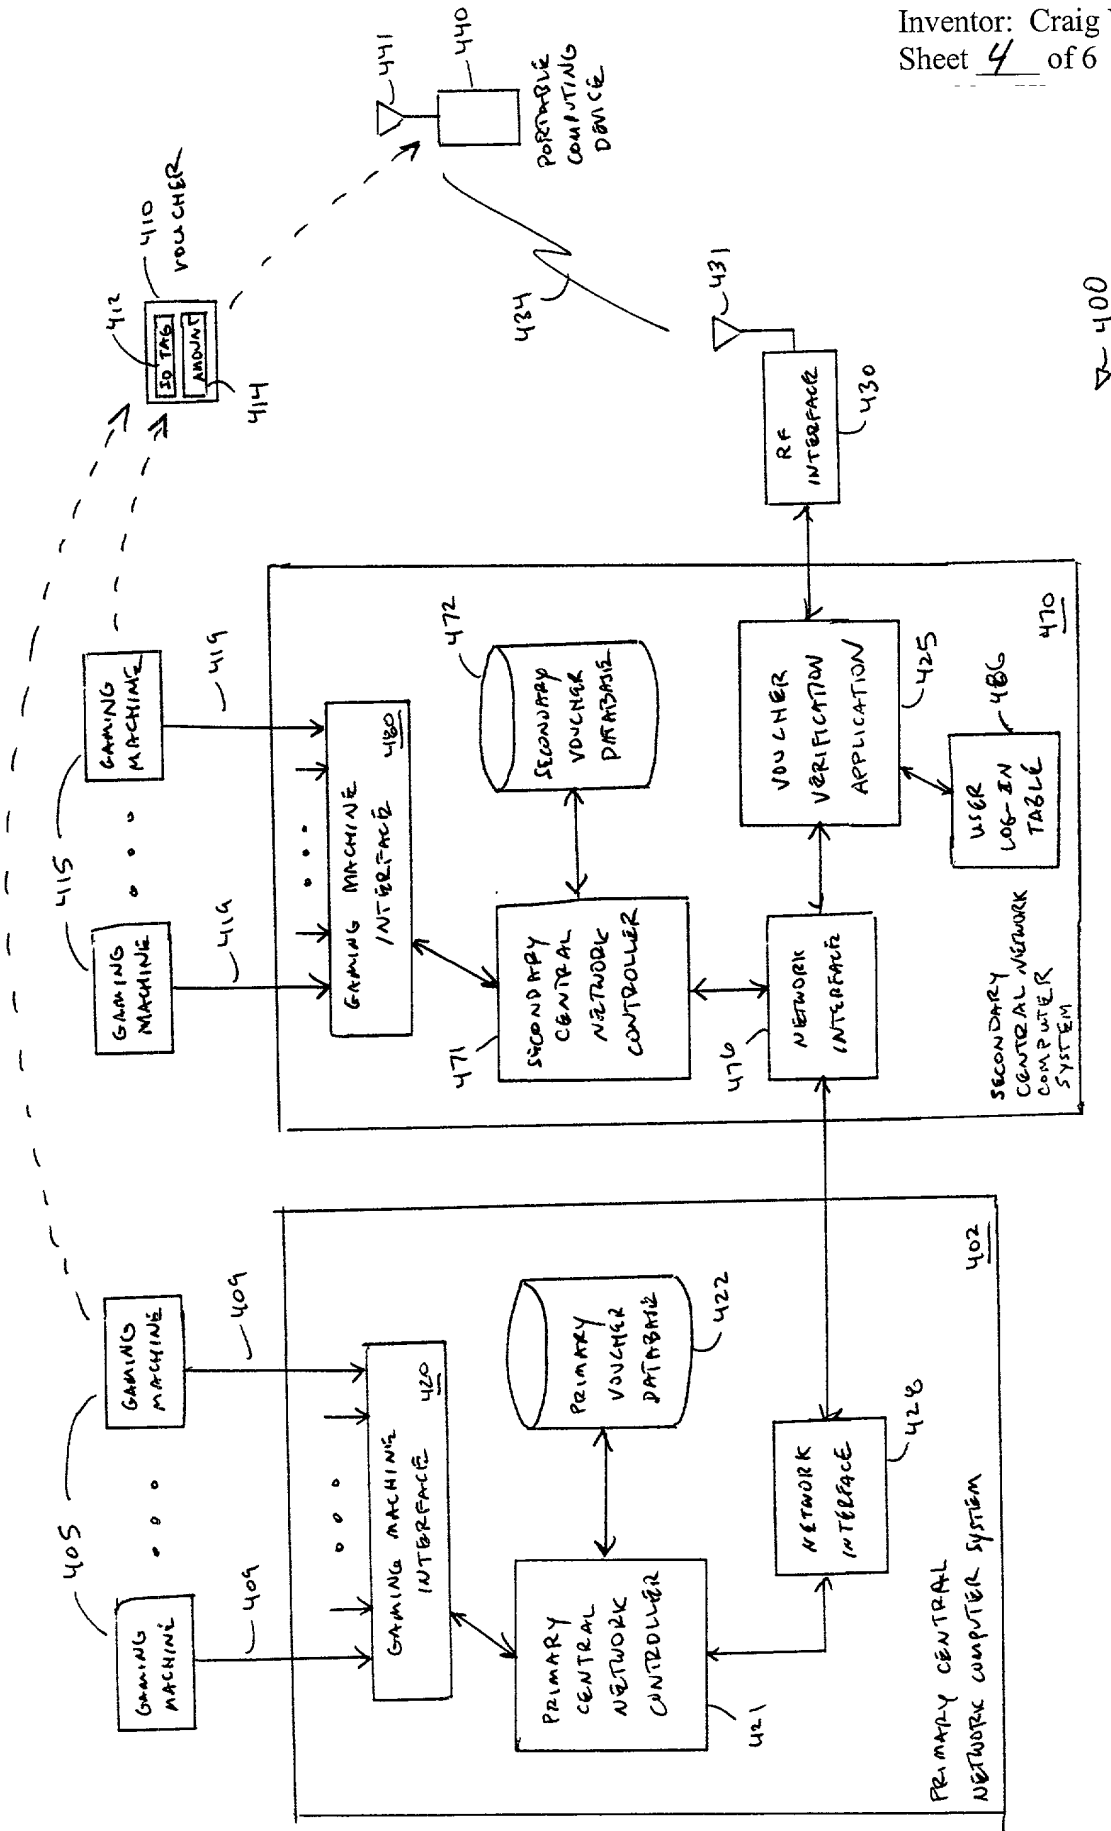 Inventor: Craig
Sheet 4 of 6
405
GAMING
MACHINE
GAMING
MACHINE
409
409
415
GAMING
MACHINE
GAMING
MACHINE
419
419
412
410
VOUCHER
ID TAG
AMOUNT
414
441
440
PORTABLE
COMPUTING
DEVICE
434
431
RF
INTERFACE
430
GAMING MACHINE
INTERFACE
420
PRIMARY
CENTRAL
NETWORK
CONTROLLER
421
PRIMARY
VOUCHER
DATABASE
422
NETWORK
INTERFACE
428
PRIMARY CENTRAL
NETWORK COMPUTER SYSTEM
402
GAMING MACHINE
INTERFACE
480
471
SECONDARY
CENTRAL
NETWORK
CONTROLLER
472
SECONDARY
VOUCHER
DATABASE
476
NETWORK
INTERFACE
VOUCHER
VERIFICATION
APPLICATION
425
USER
LOG-IN
TABLE
486
SECONDARY
CENTRAL NETWORK
COMPUTER
SYSTEM
470
400